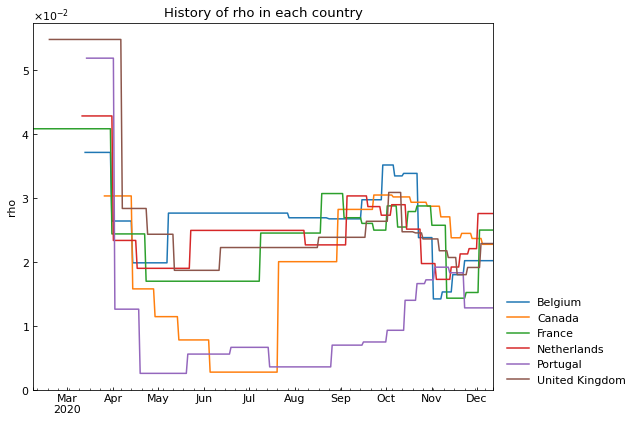 History of rho in each country
×10⁻²
5
4
3
2
1
0
rho
Mar Apr May Jun Jul Aug Sep Oct Nov Dec
2020
Belgium
Canada
France
Netherlands
Portugal
United Kingdom